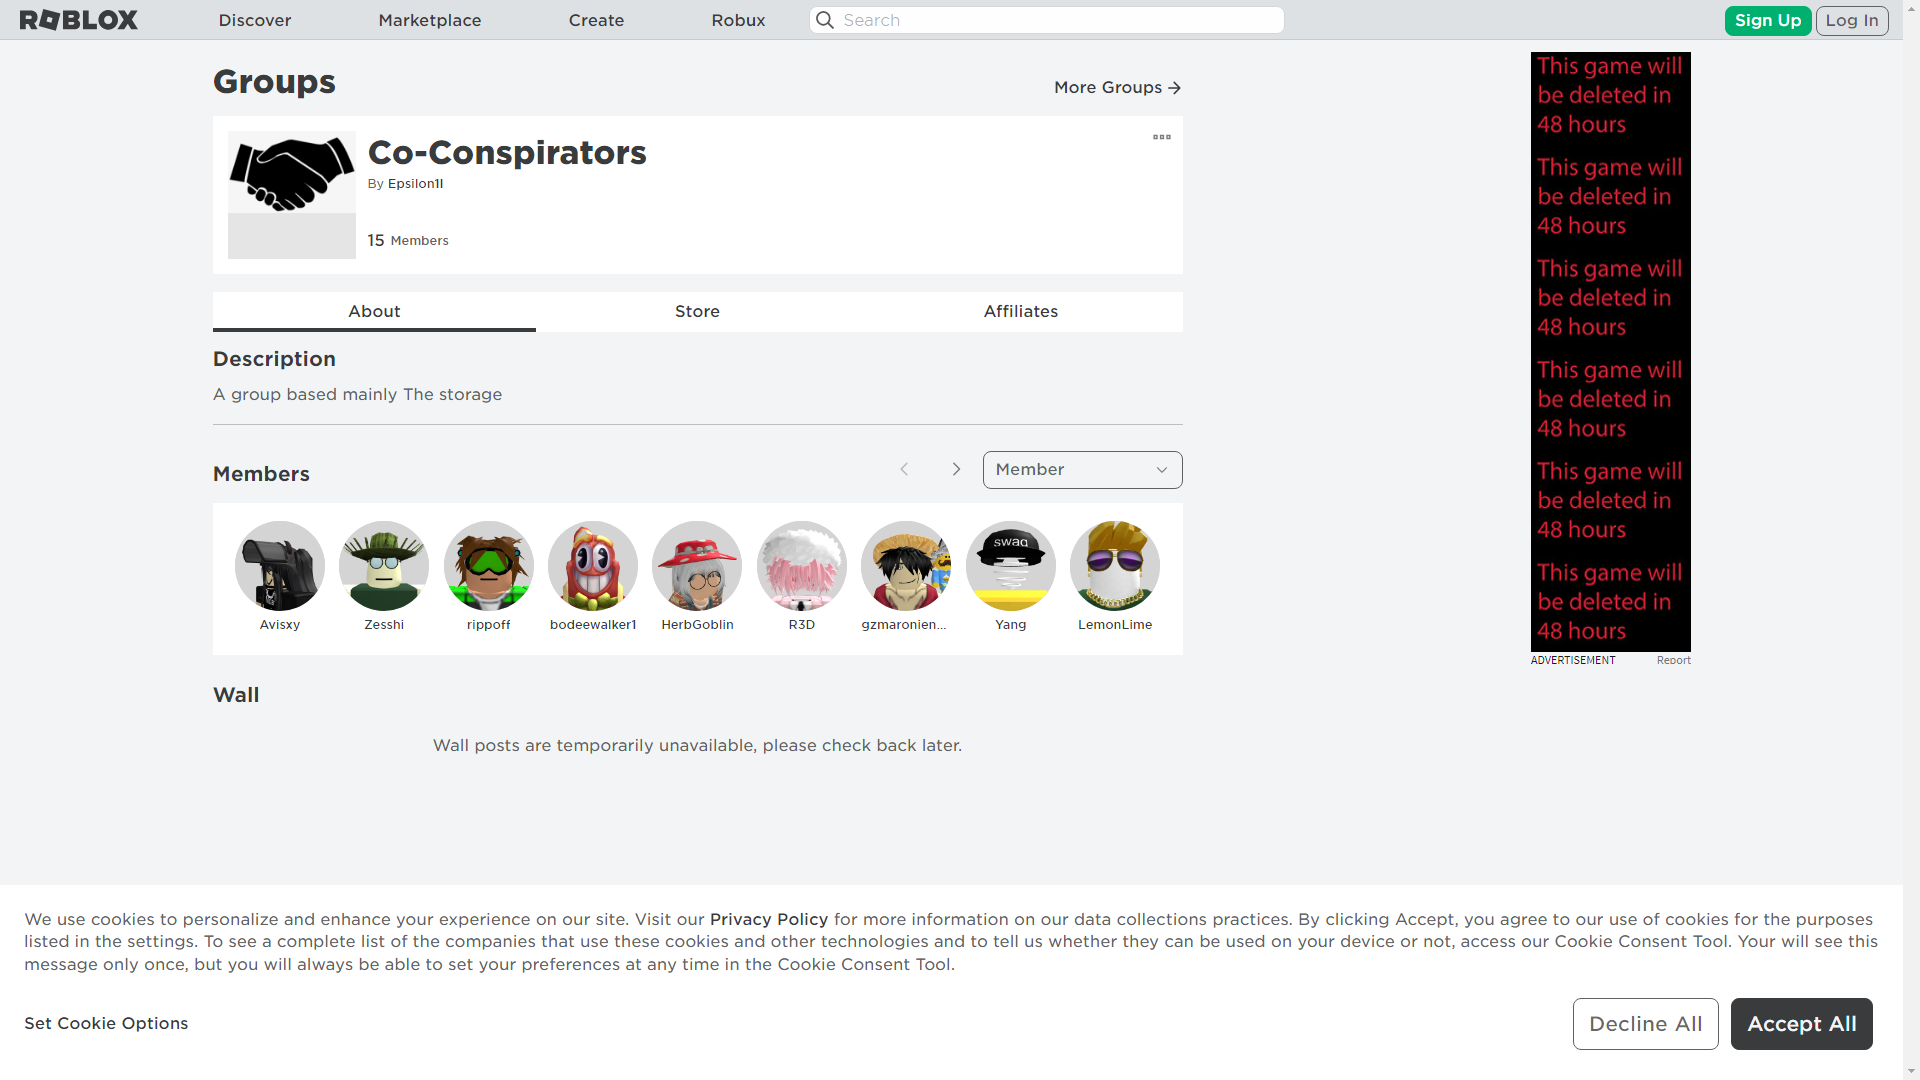 ROBLOX
Discover
Marketplace
Create
Robux
Search
Sign Up
Log In
Groups
More Groups
Co-Conspirators
By Epsilon1I
15 Members
About
Store
Affiliates
Description
A group based mainly The storage
Members
Member
swag
Avisxy
Zesshi
rippoff
bodeewalker1
HerbGoblin
R3D
gzmaronien...
Yang
LemonLime
Wall
Wall posts are temporarily unavailable, please check back later.
This game will
be deleted in
48 hours
This game will
be deleted in
48 hours
This game will
be deleted in
48 hours
This game will
be deleted in
48 hours
This game will
be deleted in
48 hours
This game will
be deleted in
48 hours
ADVERTISEMENT
Report
We use cookies to personalize and enhance your experience on our site. Visit our Privacy Policy for more information on our data collections practices. By clicking Accept, you agree to our use of cookies for the purposes
listed in the settings. To see a complete list of the companies that use these cookies and other technologies and to tell us whether they can be used on your device or not, access our Cookie Consent Tool. Your will see this
message only once, but you will always be able to set your preferences at any time in the Cookie Consent Tool.
Set Cookie Options
Decline All
Accept All